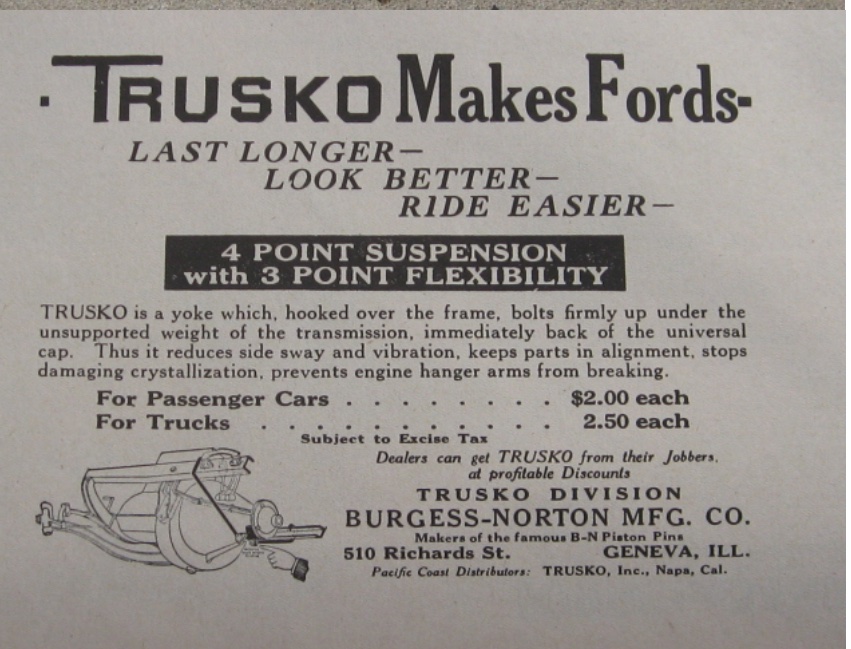 · TRUSKO Makes Fords-
LAST LONGER—
LOOK BETTER—
RIDE EASIER—
4 POINT SUSPENSION
with 3 POINT FLEXIBILITY
TRUSKO is a yoke which, hooked over the frame, bolts firmly up under the
unsupported weight of the transmission, immediately back of the universal
cap. Thus it reduces side sway and vibration, keeps parts in alignment, stops
damaging crystallization, prevents engine hanger arms from breaking.
For Passenger Cars . . . . . . . . $2.00 each
For Trucks . . . . . . . . . . . 2.50 each
Subject to Excise Tax
Dealers can get TRUSKO from their Jobbers,
at profitable Discounts
TRUSKO DIVISION
BURGESS-NORTON MFG. CO.
Makers of the famous B-N Piston Pins
510 Richards St. GENEVA, ILL.
Pacific Coast Distributors: TRUSKO, Inc., Napa, Cal.